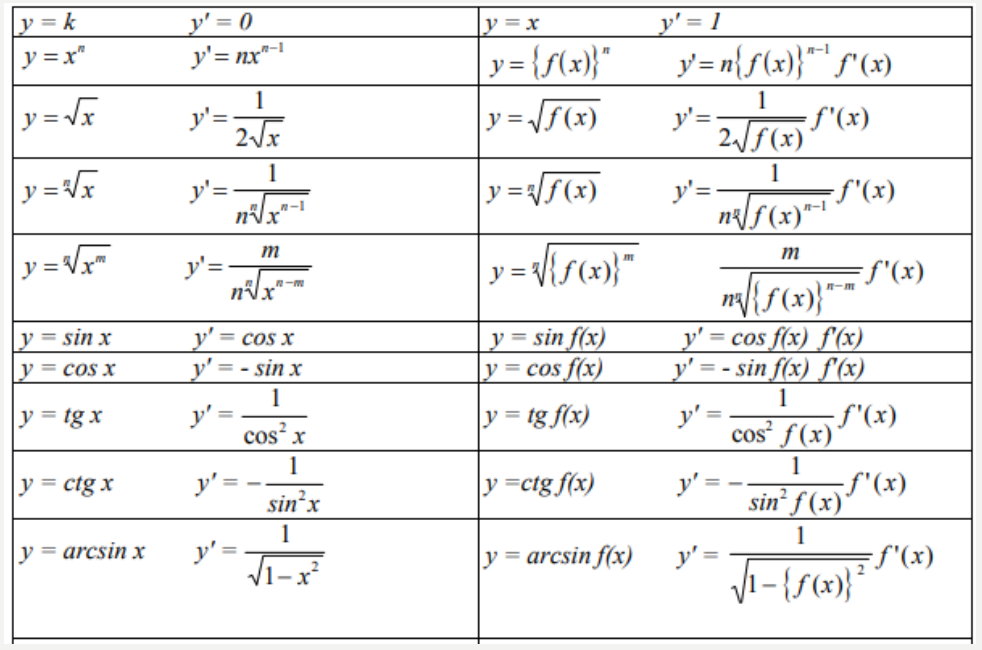 y = k y' = 0 y = x y' = 1
y = xⁿ y' = nxⁿ⁻¹ y = {f(x)}ⁿ y' = n{f(x)}ⁿ⁻¹ f'(x)
y = √x y' = 1/(2√x) y = √f(x) y' = 1/(2√f(x)) f'(x)
y = ⁿ√x y' = 1/(n ⁿ√xⁿ⁻¹) y = ⁿ√f(x) y' = 1/(n ⁿ√f(x)ⁿ⁻¹) f'(x)
y = ⁿ√xᵐ y' = m/(n ⁿ√xⁿ⁻ᵐ) y = ⁿ√{f(x)}ᵐ m/(n ⁿ√{f(x)}ⁿ⁻ᵐ) f'(x)
y = sin x y' = cos x y = sin f(x) y' = cos f(x) f'(x)
y = cos x y' = - sin x y = cos f(x) y' = - sin f(x) f'(x)
y = tg x y' = 1/(cos² x) y = tg f(x) y' = 1/(cos² f(x)) f'(x)
y = ctg x y' = − 1/(sin² x) y =ctg f(x) y' = − 1/(sin² f(x)) f'(x)
y = arcsin x y' = 1/√(1 − x²) y = arcsin f(x) y' = 1/√(1 − {f(x)}²) f'(x)